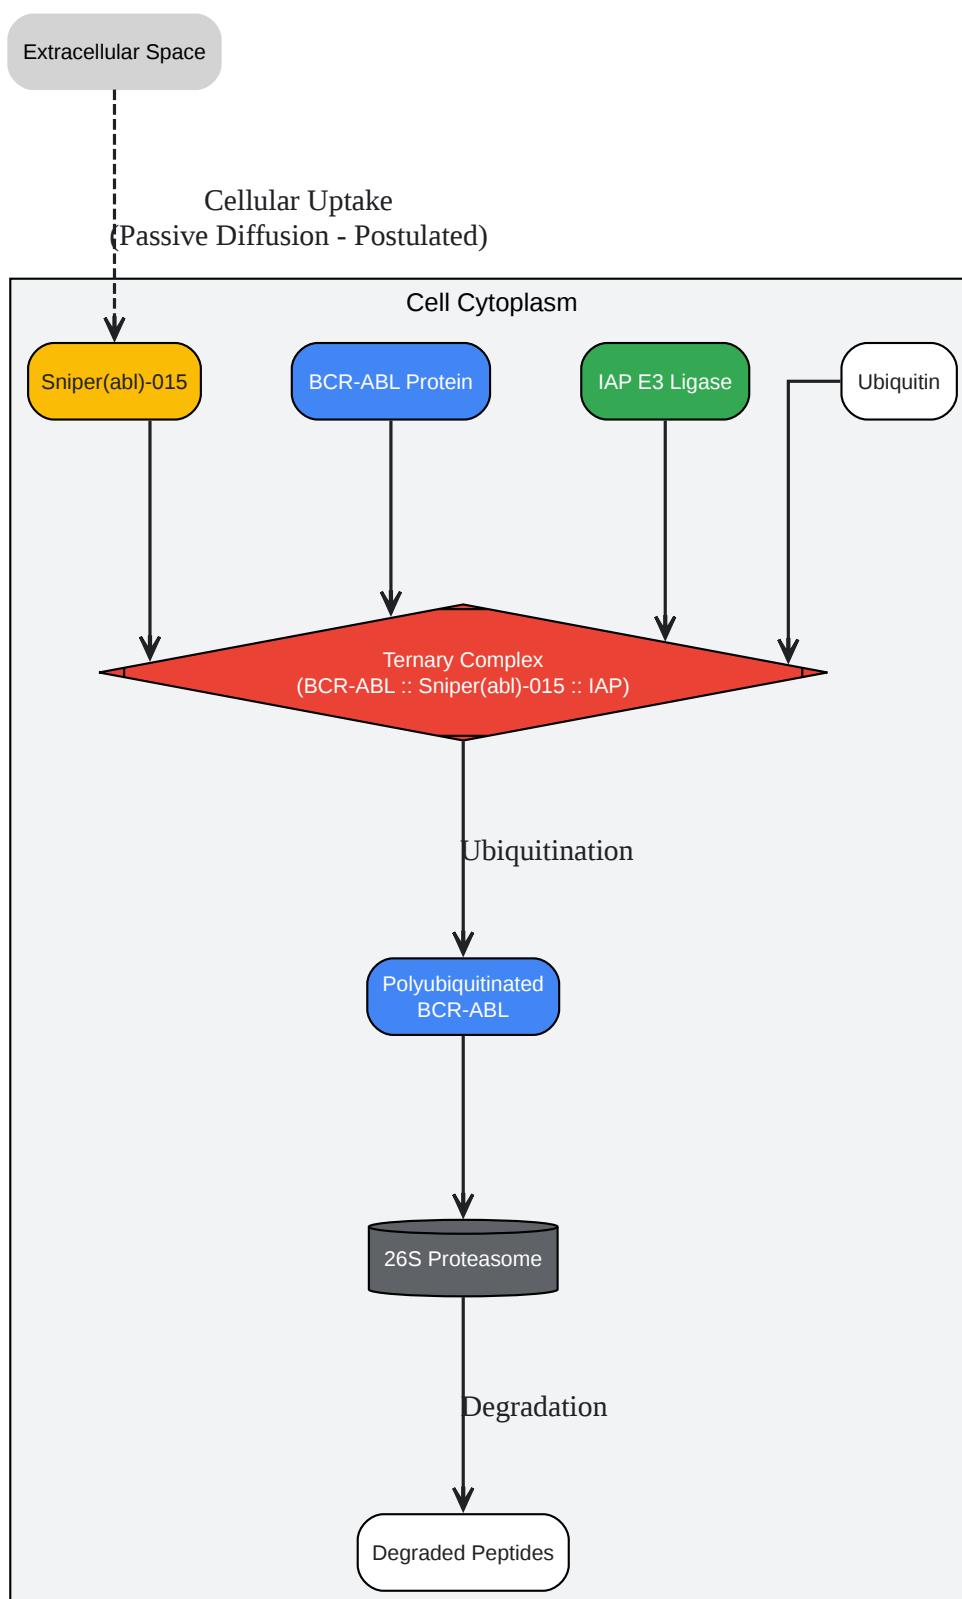 Extracellular Space
Cellular Uptake
(Passive Diffusion - Postulated)
Cell Cytoplasm
Sniper(abl)-015
BCR-ABL Protein
IAP E3 Ligase
Ubiquitin
Ternary Complex
(BCR-ABL :: Sniper(abl)-015 :: IAP)
Ubiquitination
Polyubiquitinated
BCR-ABL
26S Proteasome
Degradation
Degraded Peptides